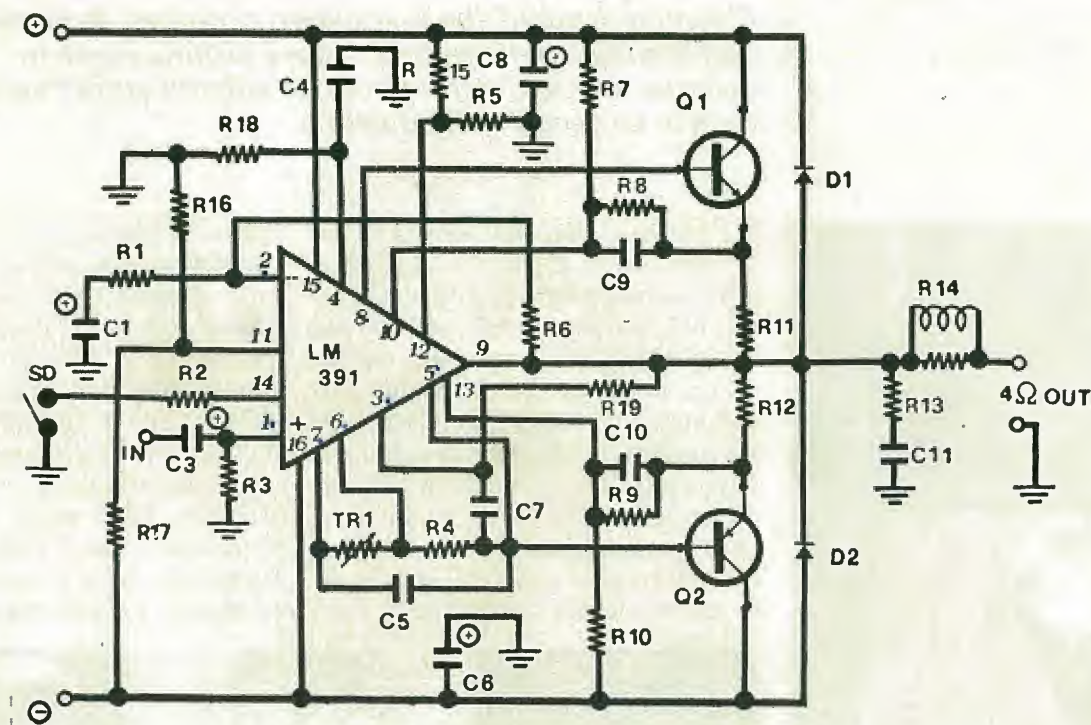 +
C4
R
15
C8
+
R5
R7
Q1
R18
R8
D1
R16
C9
R1
2
-
15
4
8
10
12
R6
R11
R14
+
C1
11
LM
391
9
5
13
SD
R2
14
3
R19
R12
R13
4Ω OUT
+
1
+
16
7
6
C10
C11
IN
C3
R3
R9
TR1
R4
C7
R17
D2
C5
Q2
R10
+
C6
-